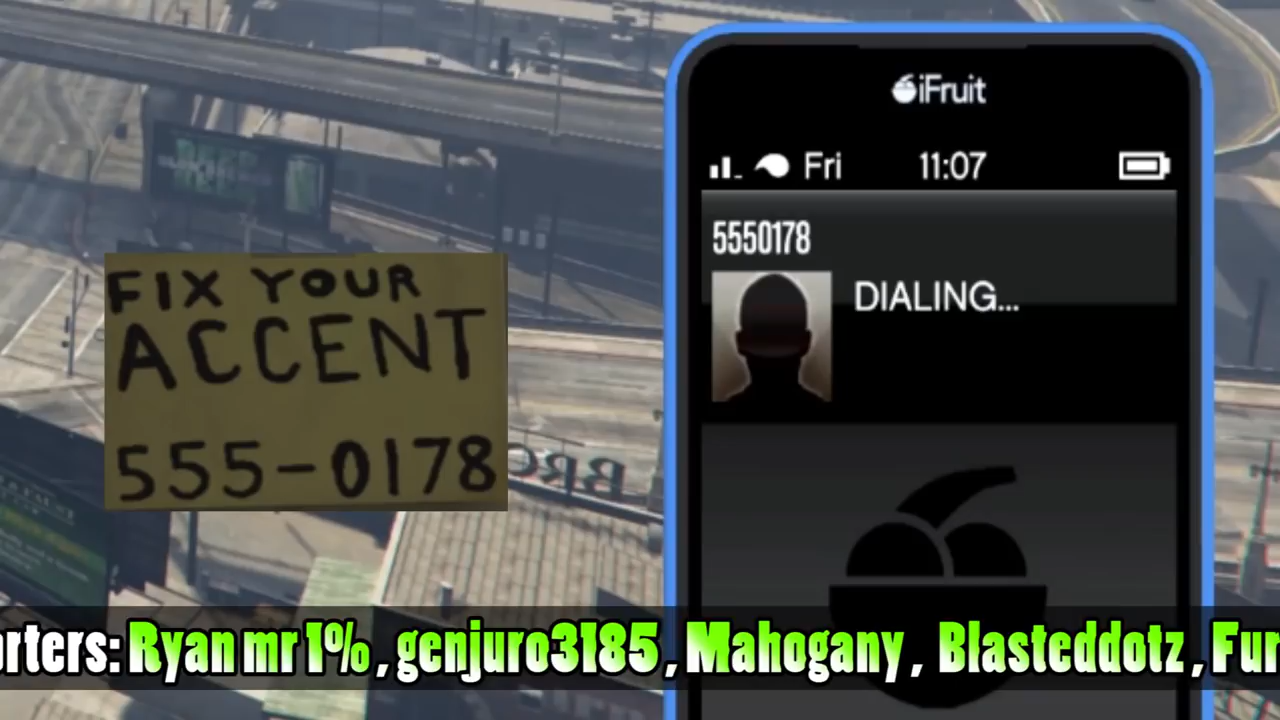 FIX YOUR
ACCENT
555-0178
iFruit
Fri 11:07
5550178
DIALING...
BRO
rters: Ryan mr 1%, genjuro3185, Mahogany, Blasteddotz, Fur